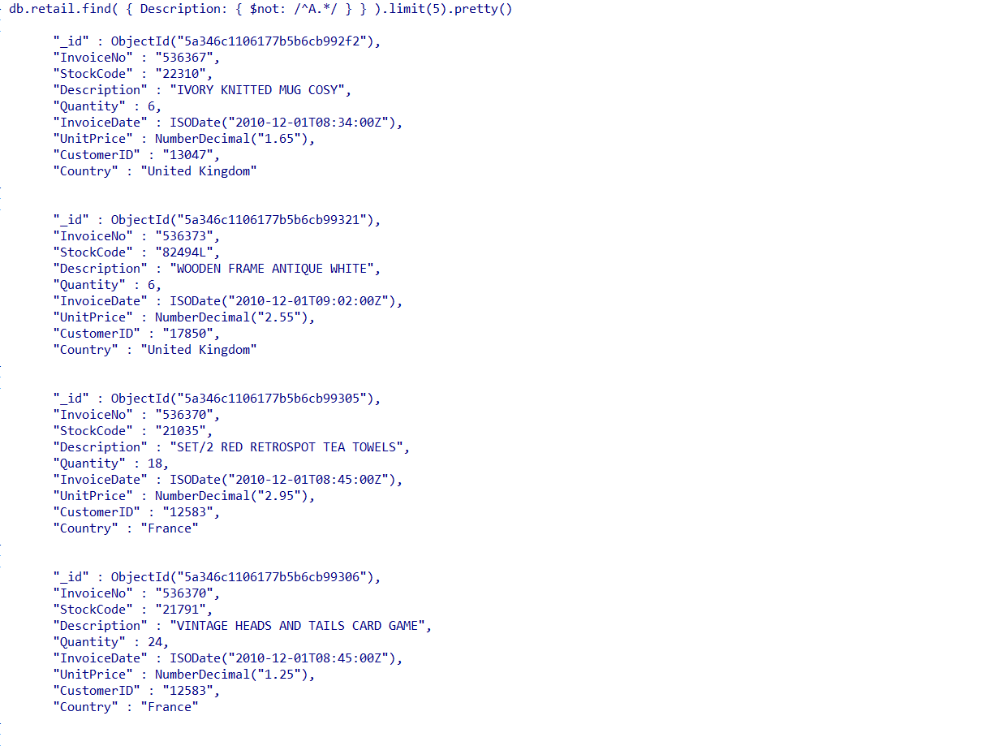 db.retail.find( { Description: { $not: /^A.*/ } } ).limit(5).pretty()
"_id" : ObjectId("5a346c1106177b5b6cb992f2"),
"InvoiceNo" : "536367",
"StockCode" : "22310",
"Description" : "IVORY KNITTED MUG COSY",
"Quantity" : 6,
"InvoiceDate" : ISODate("2010-12-01T08:34:00Z"),
"UnitPrice" : NumberDecimal("1.65"),
"CustomerID" : "13047",
"Country" : "United Kingdom"
"_id" : ObjectId("5a346c1106177b5b6cb99321"),
"InvoiceNo" : "536373",
"StockCode" : "82494L",
"Description" : "WOODEN FRAME ANTIQUE WHITE",
"Quantity" : 6,
"InvoiceDate" : ISODate("2010-12-01T09:02:00Z"),
"UnitPrice" : NumberDecimal("2.55"),
"CustomerID" : "17850",
"Country" : "United Kingdom"
"_id" : ObjectId("5a346c1106177b5b6cb99305"),
"InvoiceNo" : "536370",
"StockCode" : "21035",
"Description" : "SET/2 RED RETROSPOT TEA TOWELS",
"Quantity" : 18,
"InvoiceDate" : ISODate("2010-12-01T08:45:00Z"),
"UnitPrice" : NumberDecimal("2.95"),
"CustomerID" : "12583",
"Country" : "France"
"_id" : ObjectId("5a346c1106177b5b6cb99306"),
"InvoiceNo" : "536370",
"StockCode" : "21791",
"Description" : "VINTAGE HEADS AND TAILS CARD GAME",
"Quantity" : 24,
"InvoiceDate" : ISODate("2010-12-01T08:45:00Z"),
"UnitPrice" : NumberDecimal("1.25"),
"CustomerID" : "12583",
"Country" : "France"